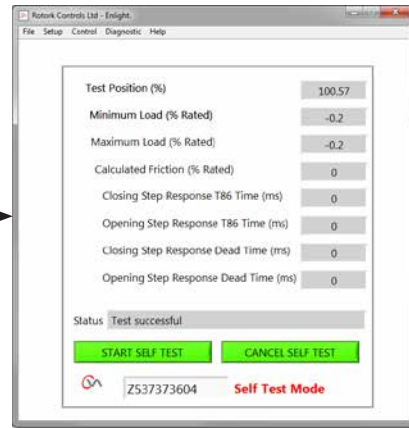 Rotork Controls Ltd - Enlight.
File Setup Control Diagnostic Help
Test Position (%) 100.57
Minimum Load (% Rated) -0.2
Maximum Load (% Rated) -0.2
Calculated Friction (% Rated) 0
Closing Step Response T86 Time (ms) 0
Opening Step Response T86 Time (ms) 0
Closing Step Response Dead Time (ms) 0
Opening Step Response Dead Time (ms) 0
Status Test successful
START SELF TEST CANCEL SELF TEST
Z537373604 Self Test Mode